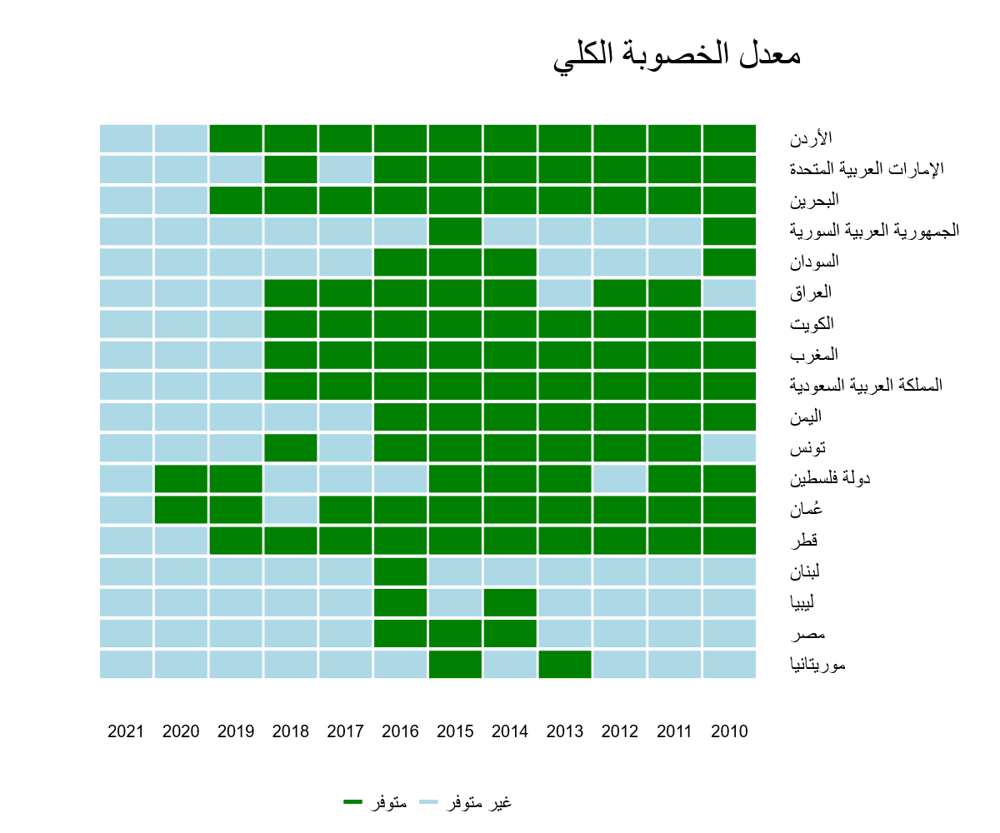 معدل الخصوبة الكلي
الأردن
الإمارات العربية المتحدة
البحرين
الجمهورية العربية السورية
السودان
العراق
الكويت
المغرب
المملكة العربية السعودية
اليمن
تونس
دولة فلسطين
عُمان
قطر
لبنان
ليبيا
مصر
موريتانيا
2021 2020 2019 2018 2017 2016 2015 2014 2013 2012 2011 2010
متوفر غير متوفر